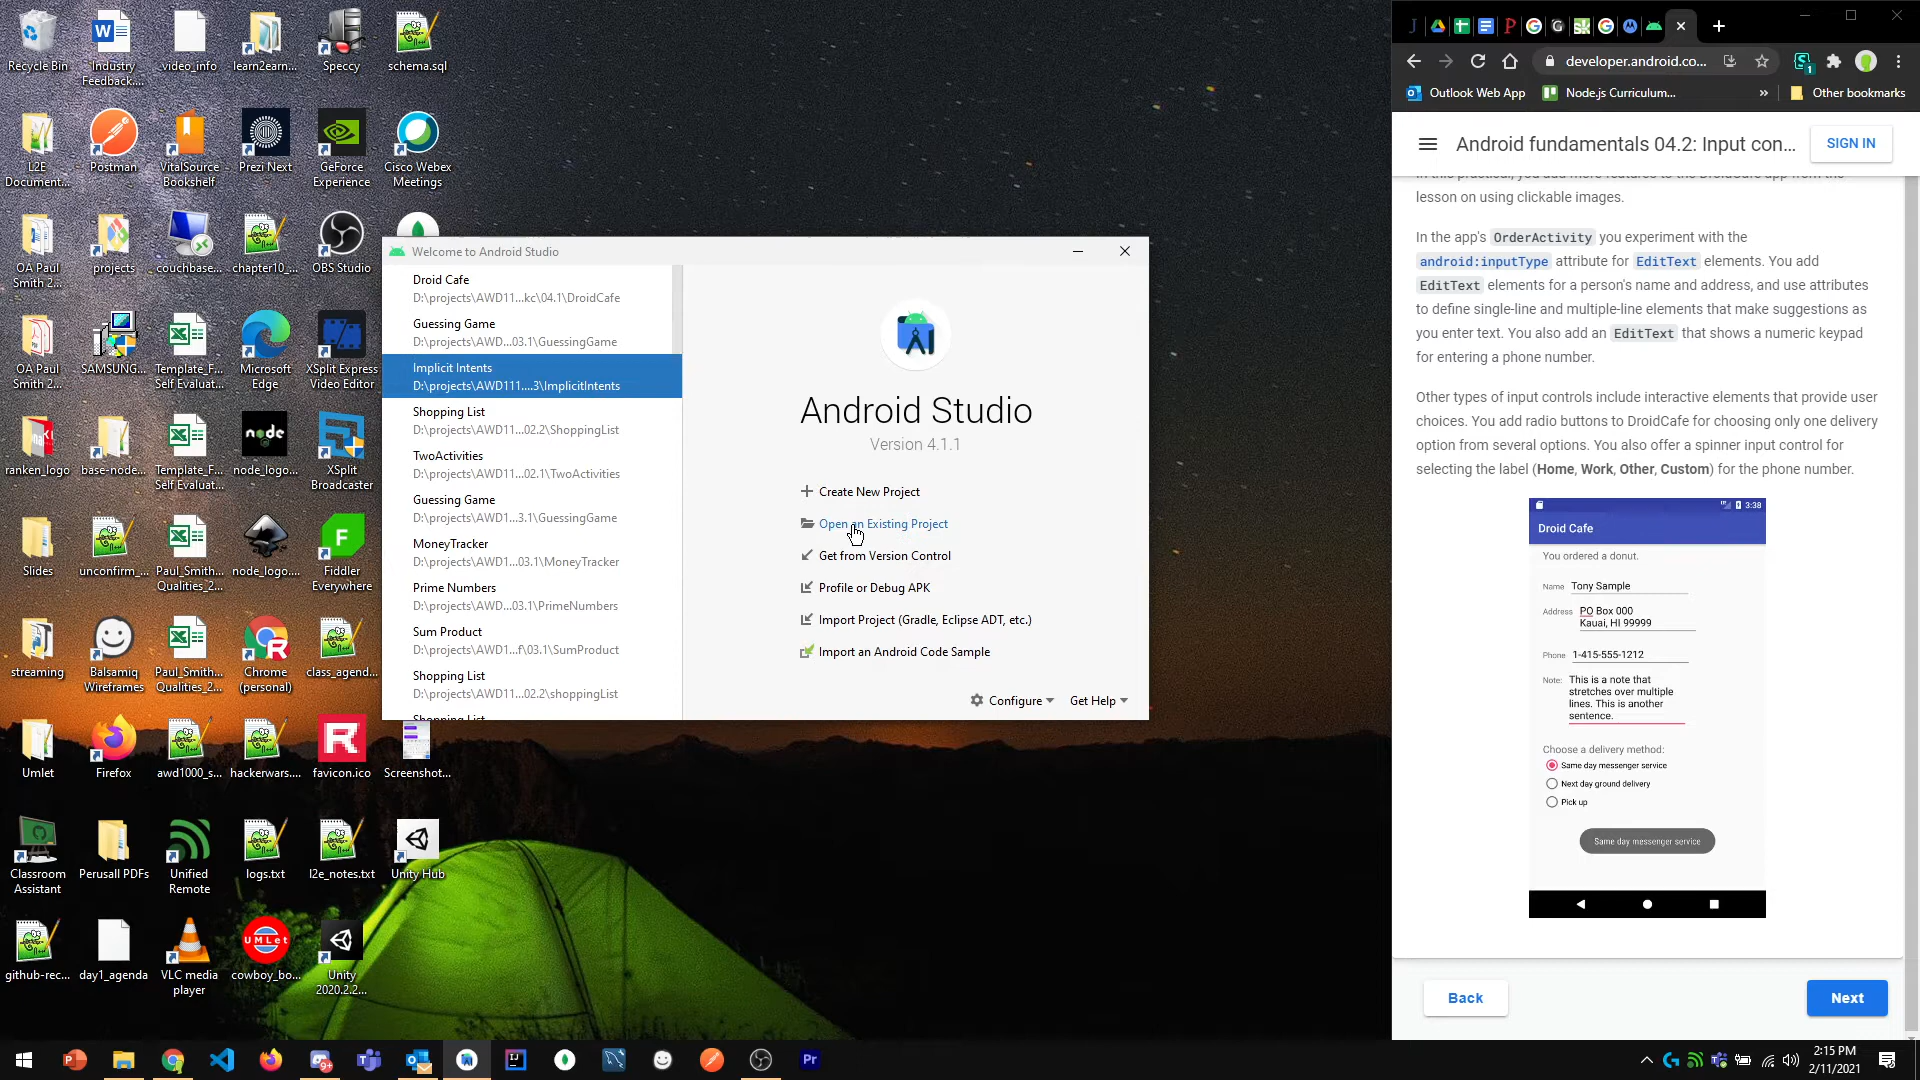 Recycle Bin
Industry
Feedback....
video_info
learn2earn...
Speccy
schema.sql
L2E
Document...
Postman
VitalSource
Bookshelf
Prezi Next
GeForce
Experience
Cisco Webex
Meetings
OA Paul
Smith 2...
projects
couchbase...
chapter10_...
OBS Studio
OA Paul
Smith 2...
SAMSUNG...
Template_F...
Self Evaluat...
Microsoft
Edge
XSplit Express
Video Editor
ranken_logo
base-node...
Template_F...
Self Evaluat...
node_logo...
XSplit
Broadcaster
Slides
unconfirm_...
Paul_Smith...
Qualities_2...
node_logo....
Fiddler
Everywhere
streaming
Balsamiq
Wireframes
Paul_Smith...
Qualities_2...
Chrome
(personal)
class_agend...
Umlet
Firefox
awd1000_s...
hackerwars....
favicon.ico
Screenshot...
Classroom
Assistant
Perusall PDFs
Unified
Remote
logs.txt
l2e_notes.txt
Unity Hub
github-rec...
day1_agenda
VLC media
player
cowboy_bo...
Unity
2020.2.2...
Welcome to Android Studio
Droid Cafe
D:\projects\AWD11...kc\04.1\DroidCafe
Guessing Game
D:\projects\AWD...03.1\GuessingGame
Implicit Intents
D:\projects\AWD111....3\ImplicitIntents
Shopping List
D:\projects\AWD11...02.2\ShoppingList
TwoActivities
D:\projects\AWD11...02.1\TwoActivities
Guessing Game
D:\projects\AWD1...3.1\GuessingGame
MoneyTracker
D:\projects\AWD1...03.1\MoneyTracker
Prime Numbers
D:\projects\AWD...03.1\PrimeNumbers
Sum Product
D:\projects\AWD1...f\03.1\SumProduct
Shopping List
D:\projects\AWD11...02.2\shoppingList
Shopping List
Android Studio
Version 4.1.1
Create New Project
Open an Existing Project
Get from Version Control
Profile or Debug APK
Import Project (Gradle, Eclipse ADT, etc.)
Import an Android Code Sample
Configure
Get Help
developer.android.co...
Outlook Web App
Node.js Curriculum...
»
Other bookmarks
Android fundamentals 04.2: Input con...
SIGN IN
In this practical, you add more features to the DroidCafe app from the
lesson on using clickable images.
In the app's OrderActivity you experiment with the
android:inputType attribute for EditText elements. You add
EditText elements for a person's name and address, and use attributes
to define single-line and multiple-line elements that make suggestions as
you enter text. You also add an EditText that shows a numeric keypad
for entering a phone number.
Other types of input controls include interactive elements that provide user
choices. You add radio buttons to DroidCafe for choosing only one delivery
option from several options. You also offer a spinner input control for
selecting the label (Home, Work, Other, Custom) for the phone number.
3:38
Droid Cafe
You ordered a donut.
Name Tony Sample
Address PO Box 000
Kauai, HI 99999
Phone 1-415-555-1212
Note: This is a note that
stretches over multiple
lines. This is another
sentence.
Choose a delivery method:
Same day messenger service
Next day ground delivery
Pick up
Same day messenger service
Back
Next
2:15 PM
2/11/2021